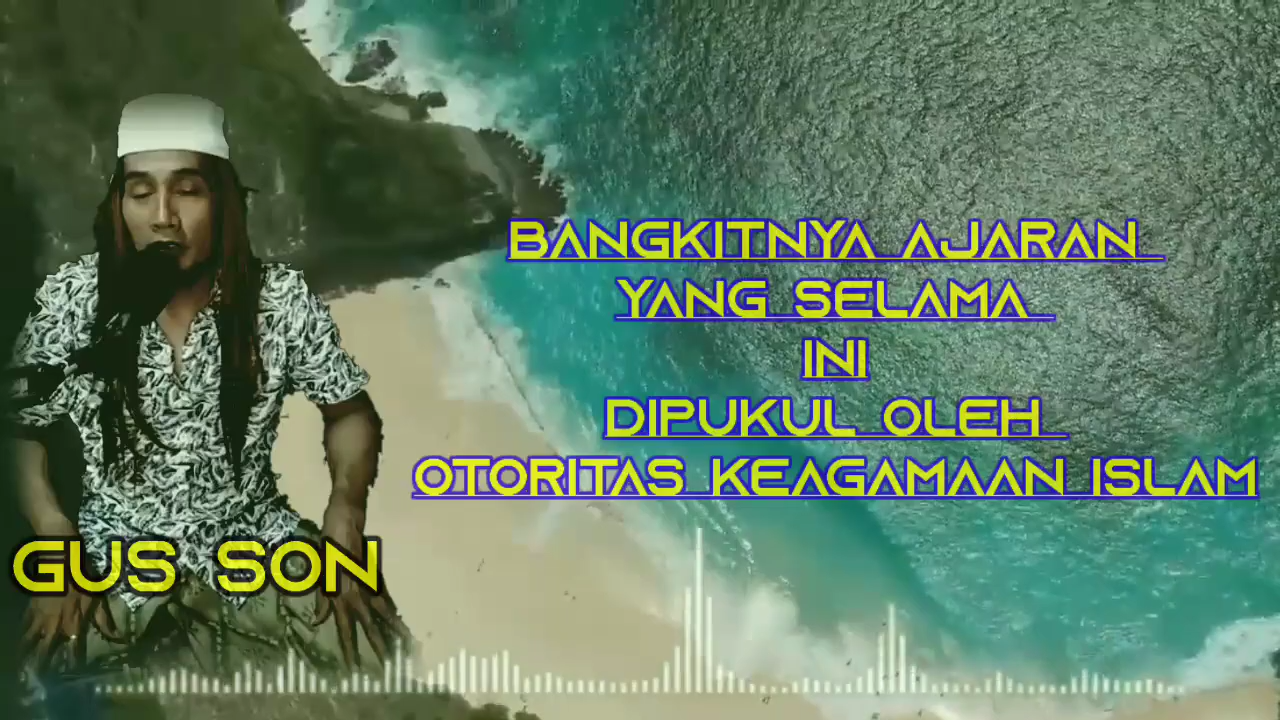 BANGKITNYA AJARAN
YANG SELAMA
INI
DIPUKUL OLEH
OTORITAS KEAGAMAAN ISLAM
GUS SON